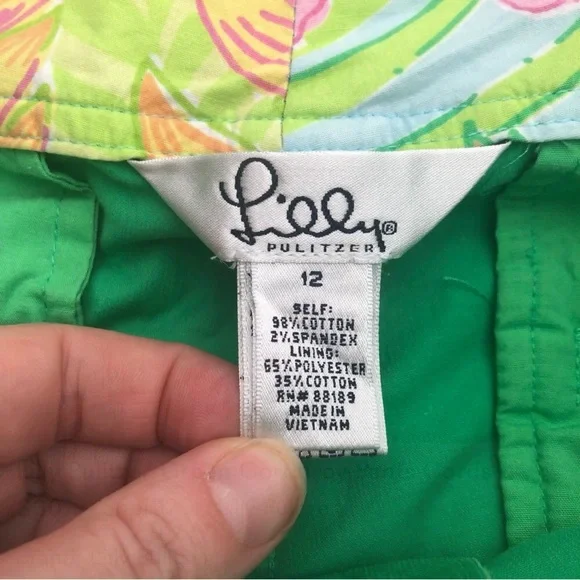 Lilly®
PULITZER
12
SELF:
98%COTTON
2%SPANDEX
LINING:
65%POLYESTER
35%COTTON
RN# 88189
MADE IN
VIETNAM